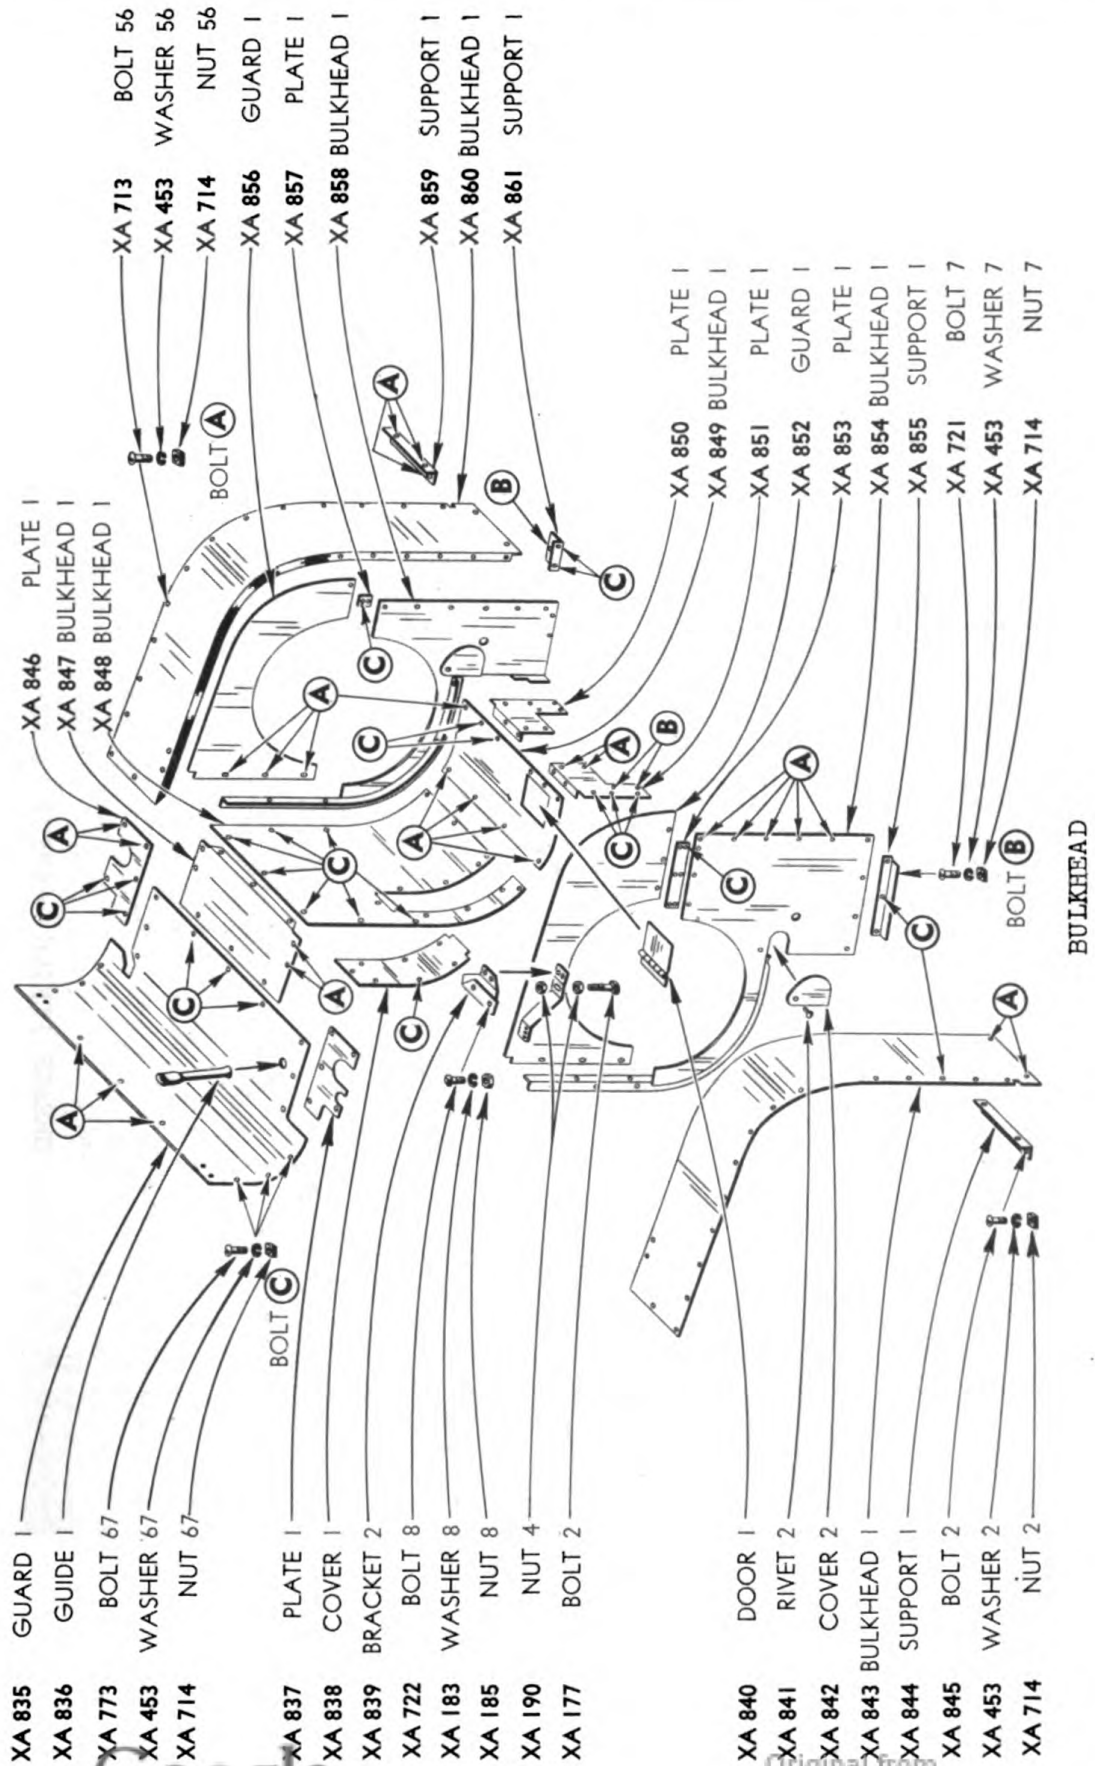 XA 835 GUARD 1
XA 836 GUIDE 1
XA 773 BOLT 67
XA 453 WASHER 67
XA 714 NUT 67
XA 837 PLATE 1
XA 838 COVER 1
XA 839 BRACKET 2
XA 722 BOLT 8
XA 183 WASHER 8
XA 185 NUT 8
XA 190 NUT 4
XA 177 BOLT 2
XA 840 DOOR 1
XA 841 RIVET 2
XA 842 COVER 2
XA 843 BULKHEAD 1
XA 844 SUPPORT 1
XA 845 BOLT 2
XA 453 WASHER 2
XA 714 NUT 2
BOLT C
A
A
C
C
XA 846 PLATE 1
XA 847 BULKHEAD 1
XA 848 BULKHEAD 1
C
A
A
C
C
A
C
A
C
BOLT A
A
B
C
A
B
C
C
A
C
BOLT B
A
XA 713 BOLT 56
XA 453 WASHER 56
XA 714 NUT 56
XA 856 GUARD 1
XA 857 PLATE 1
XA 858 BULKHEAD 1
XA 859 SUPPORT 1
XA 860 BULKHEAD 1
XA 861 SUPPORT 1
XA 850 PLATE 1
XA 849 BULKHEAD 1
XA 851 PLATE 1
XA 852 GUARD 1
XA 853 PLATE 1
XA 854 BULKHEAD 1
XA 855 SUPPORT 1
XA 721 BOLT 7
XA 453 WASHER 7
XA 714 NUT 7
BULKHEAD
Original from